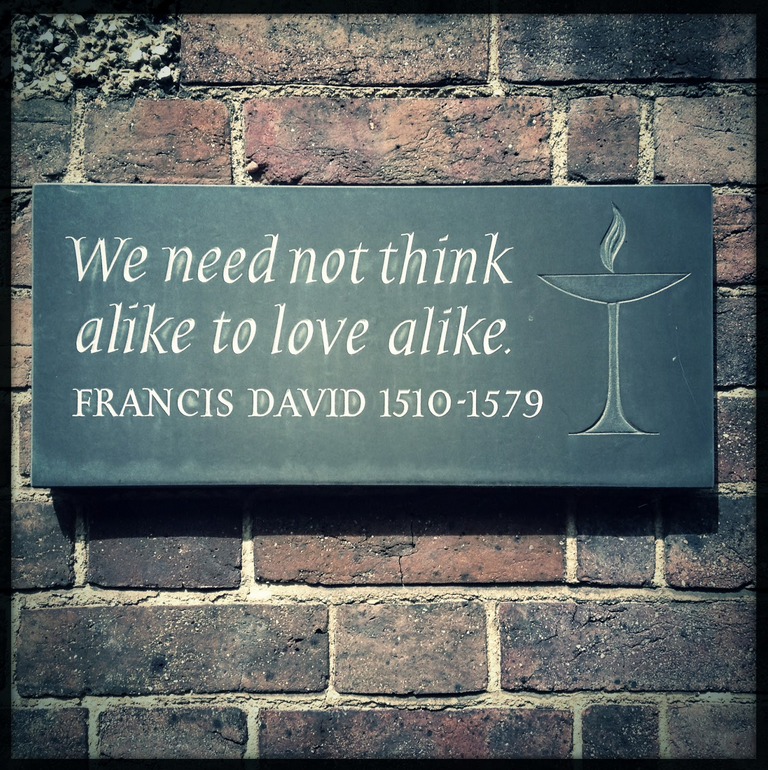 We need not think
alike to love alike.
FRANCIS DAVID 1510-1579